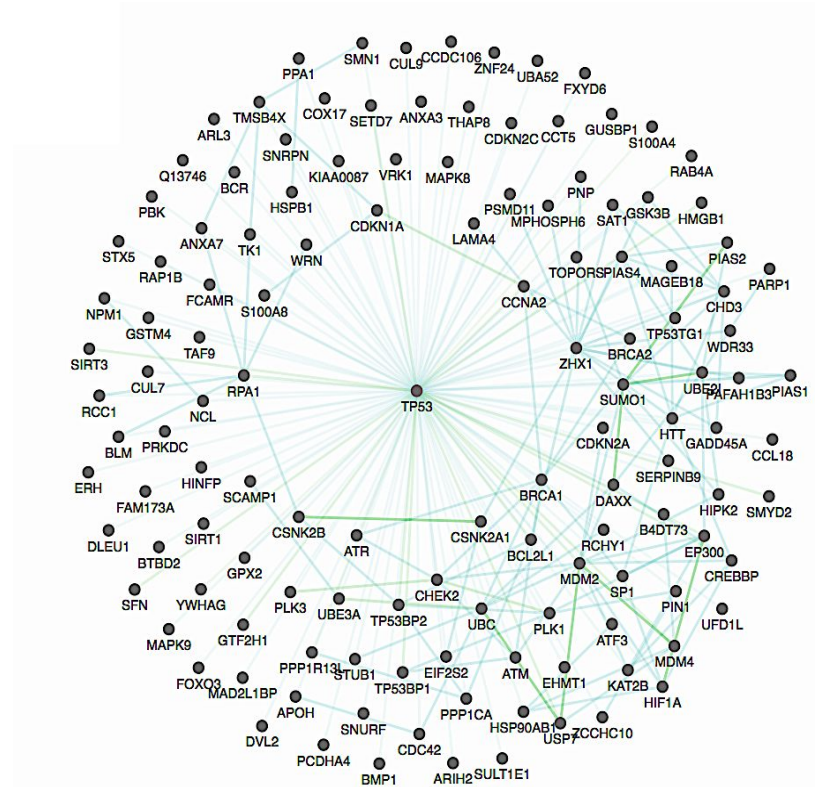 SMN1
CUL9
CCDC106
ZNF24
UBA52
FXYD6
PPA1
TMSB4X
COX17
SETD7
ANXA3
THAP8
CDKN2C
CCT5
GUSBP1
S100A4
ARL3
SNRPN
Q13746
BCR
KIAA0087
VRK1
MAPK8
RAB4A
PBK
HSPB1
CDKN1A
PSMD11
PNP
MPHOSPH6
SAT1
GSK3B
HMGB1
LAMA4
STX5
ANXA7
TK1
WRN
RAP1B
TOPORS
PIAS4
PIAS2
MAGEB18
PARP1
NPM1
FCAMR
S100A8
CCNA2
CHD3
GSTM4
TP53TG1
WDR33
SIRT3
TAF9
ZHX1
BRCA2
CUL7
RPA1
RCC1
NCL
TP53
SUMO1
UBE2I
PAFAH1B3
PIAS1
BLM
PRKDC
CDKN2A
HTT
GADD45A
CCL18
ERH
HINFP
SCAMP1
FAM173A
BRCA1
DAXX
SERPINB9
HIPK2
SMYD2
DLEU1
SIRT1
CSNK2B
ATR
CSNK2A1
BCL2L1
RCHY1
B4DT73
EP300
BTBD2
GPX2
CREBBP
SFN
YWHAG
PLK3
UBE3A
CHEK2
TP53BP2
UBC
PLK1
MDM2
SP1
PIN1
UFD1L
MAPK9
GTF2H1
ATF3
FOXO3
MAD2L1BP
PPP1R13L
STUB1
TP53BP1
EIF2S2
ATM
EHMT1
KAT2B
MDM4
HIF1A
APOH
SNURF
PPP1CA
HSP90AB1
USP7
ZCCHC10
DVL2
PCDHA4
CDC42
BMP1
ARIH2
SULT1E1